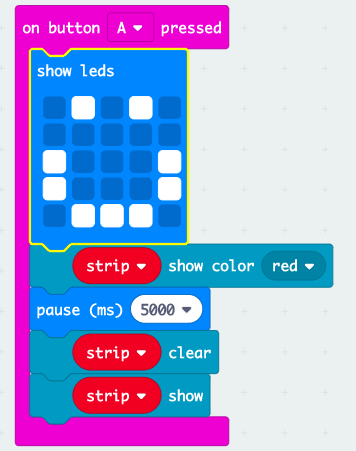 on button A pressed
show leds
strip show color red
pause (ms) 5000
strip clear
strip show